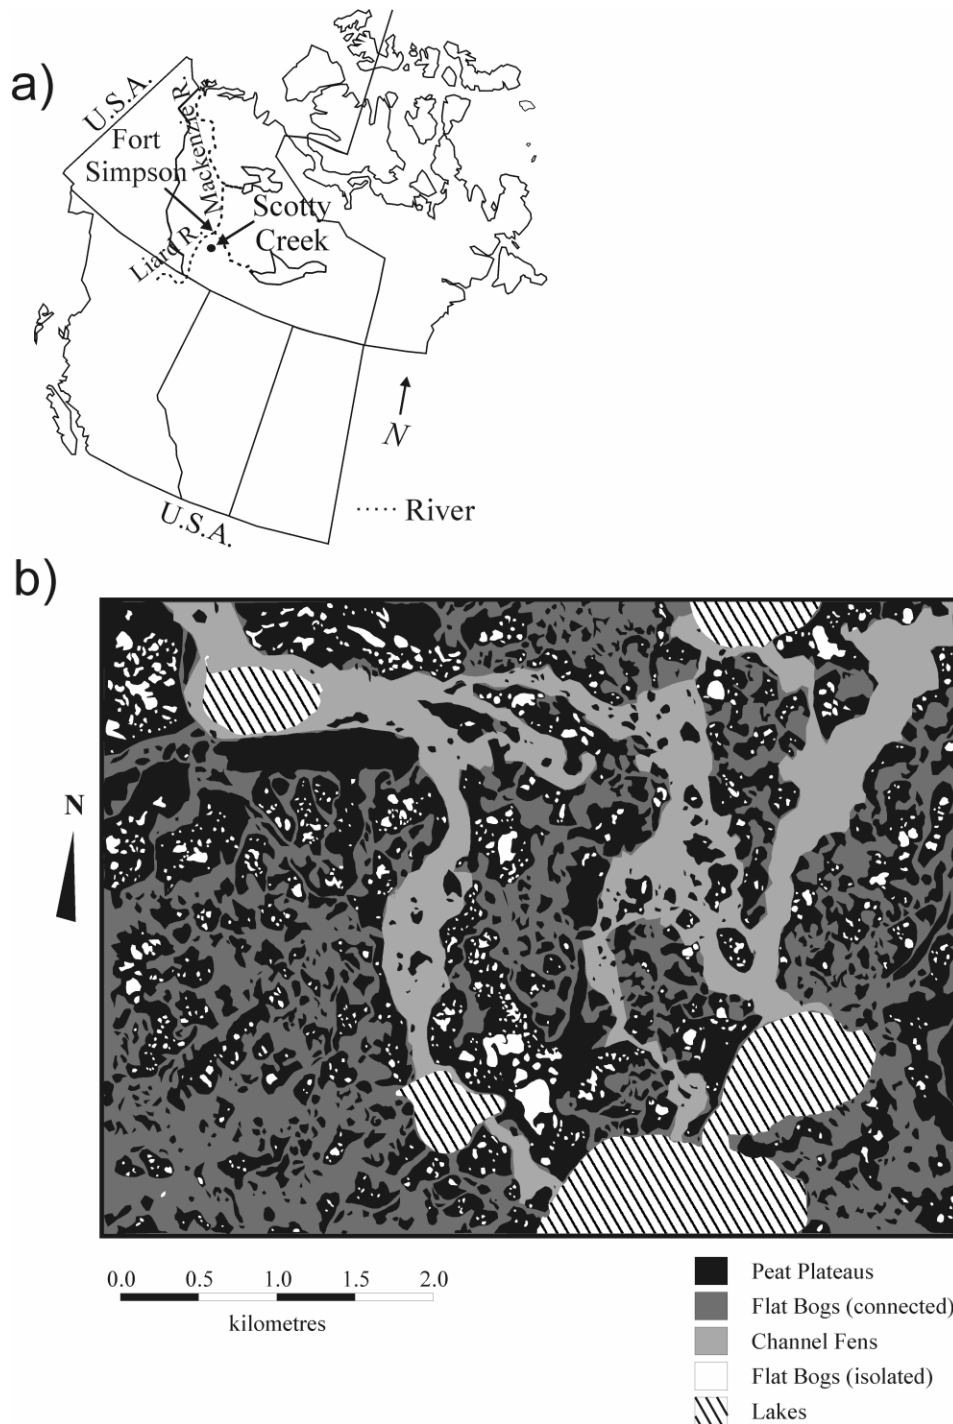 a)
U.S.A.
Mackenzie R.
Fort
Simpson
Scotty
Creek
Liard R.
N
U.S.A.
River
b)
N
0.0 0.5 1.0 1.5 2.0
kilometres
Peat Plateaus
Flat Bogs (connected)
Channel Fens
Flat Bogs (isolated)
Lakes